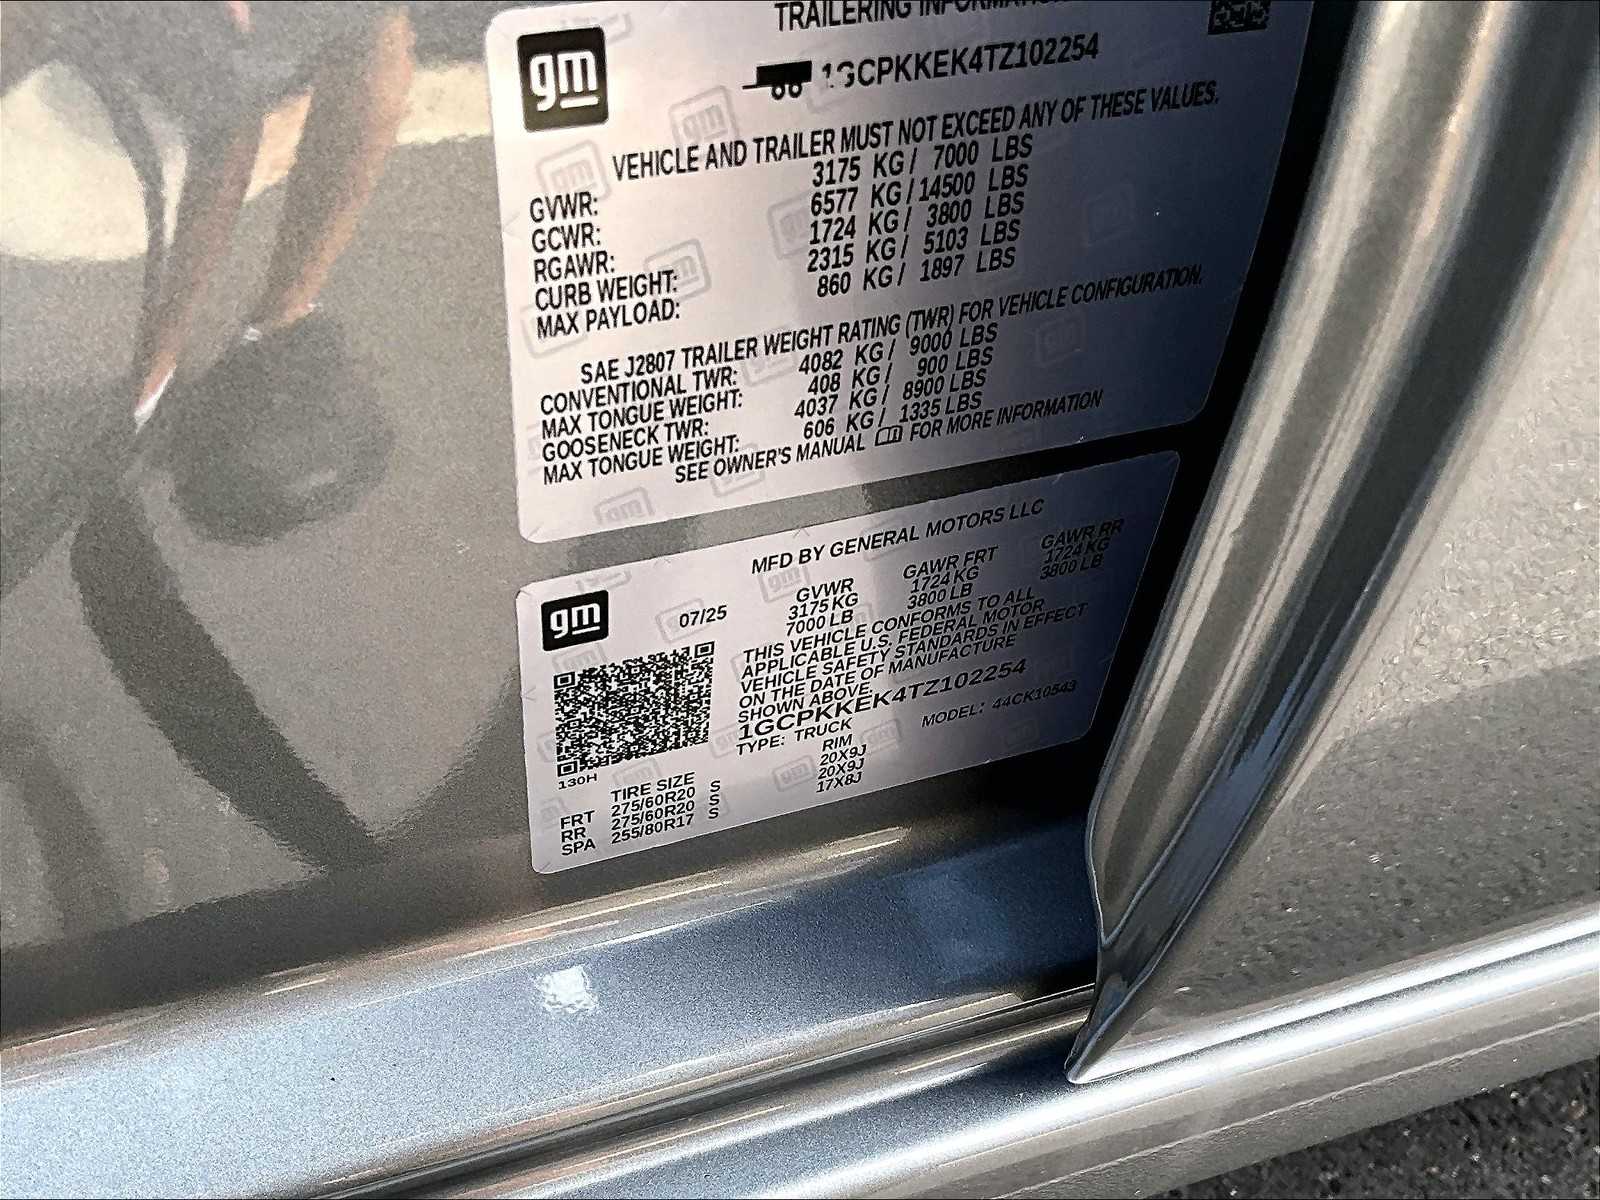 TRAILERING INFORMATION
gm
1GCPKKEK4TZ102254
VEHICLE AND TRAILER MUST NOT EXCEED ANY OF THESE VALUES.
GVWR: 3175 KG / 7000 LBS
GCWR: 6577 KG / 14500 LBS
RGAWR: 1724 KG / 3800 LBS
CURB WEIGHT: 2315 KG / 5103 LBS
MAX PAYLOAD: 860 KG / 1897 LBS
SAE J2807 TRAILER WEIGHT RATING (TWR) FOR VEHICLE CONFIGURATION.
CONVENTIONAL TWR: 4082 KG / 9000 LBS
MAX TONGUE WEIGHT: 408 KG / 900 LBS
GOOSENECK TWR: 4037 KG / 8900 LBS
MAX TONGUE WEIGHT: 606 KG / 1335 LBS
SEE OWNER'S MANUAL FOR MORE INFORMATION
MFD BY GENERAL MOTORS LLC
gm
07/25
GVWR GAWR FRT GAWR RR
3175 KG 1724 KG 1724 KG
7000 LB 3800 LB 3800 LB
THIS VEHICLE CONFORMS TO ALL
APPLICABLE U.S. FEDERAL MOTOR
VEHICLE SAFETY STANDARDS IN EFFECT
ON THE DATE OF MANUFACTURE
SHOWN ABOVE.
1GCPKKEK4TZ102254
TYPE: TRUCK MODEL: 44CK10543
130H
TIRE SIZE RIM
FRT 275/60R20 S 20X9J
RR 275/60R20 S 20X9J
SPA 255/80R17 S 17X8J